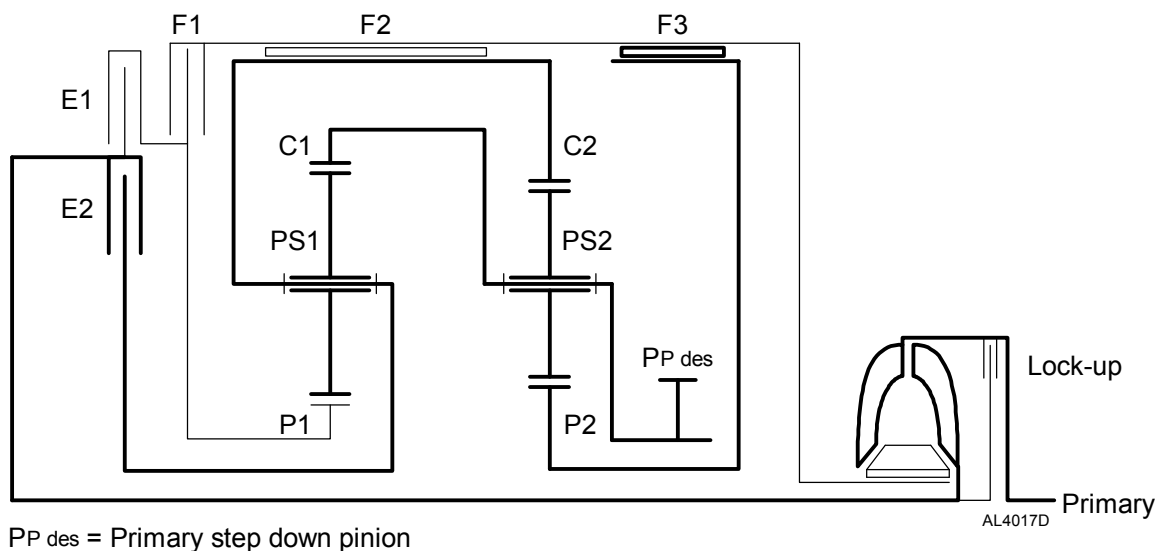 F1
F2
F3
E1
C1
C2
E2
PS1
PS2
PP des
Lock-up
P1
P2
Primary
AL4017D
PP des = Primary step down pinion